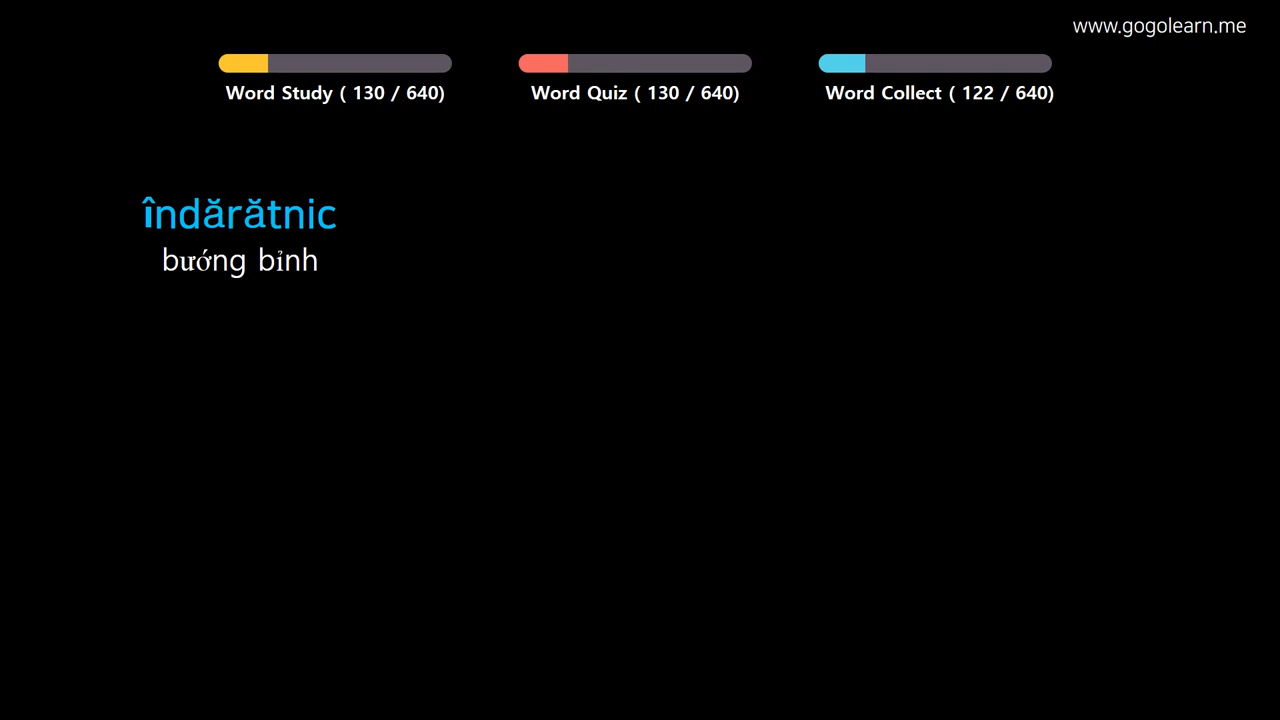 www.gogolearn.me
Word Study ( 130 / 640)
Word Quiz ( 130 / 640)
Word Collect ( 122 / 640)
îndărătnic
bướng bỉnh